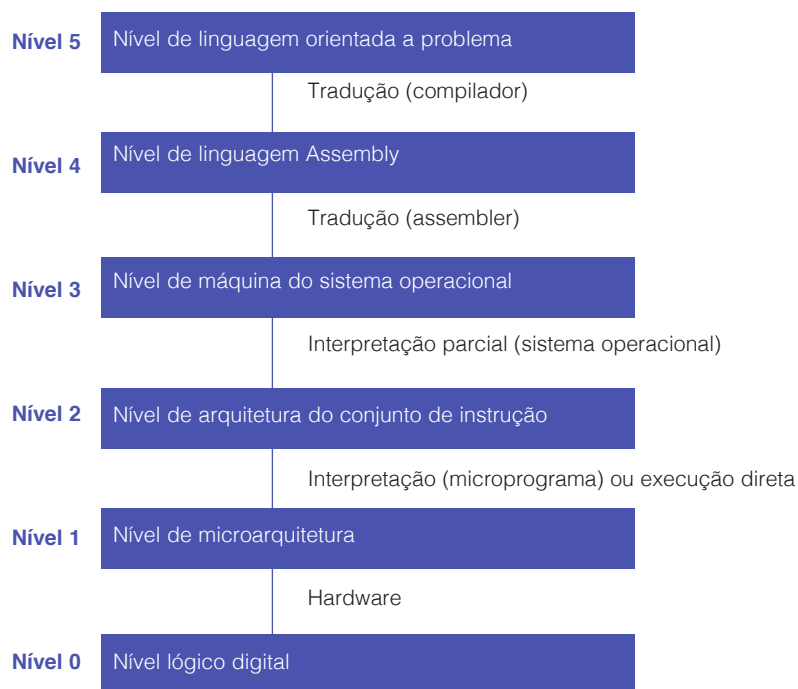 Nível 5 Nível de linguagem orientada a problema
Tradução (compilador)
Nível 4 Nível de linguagem Assembly
Tradução (assembler)
Nível 3 Nível de máquina do sistema operacional
Interpretação parcial (sistema operacional)
Nível 2 Nível de arquitetura do conjunto de instrução
Interpretação (microprograma) ou execução direta
Nível 1 Nível de microarquitetura
Hardware
Nível 0 Nível lógico digital